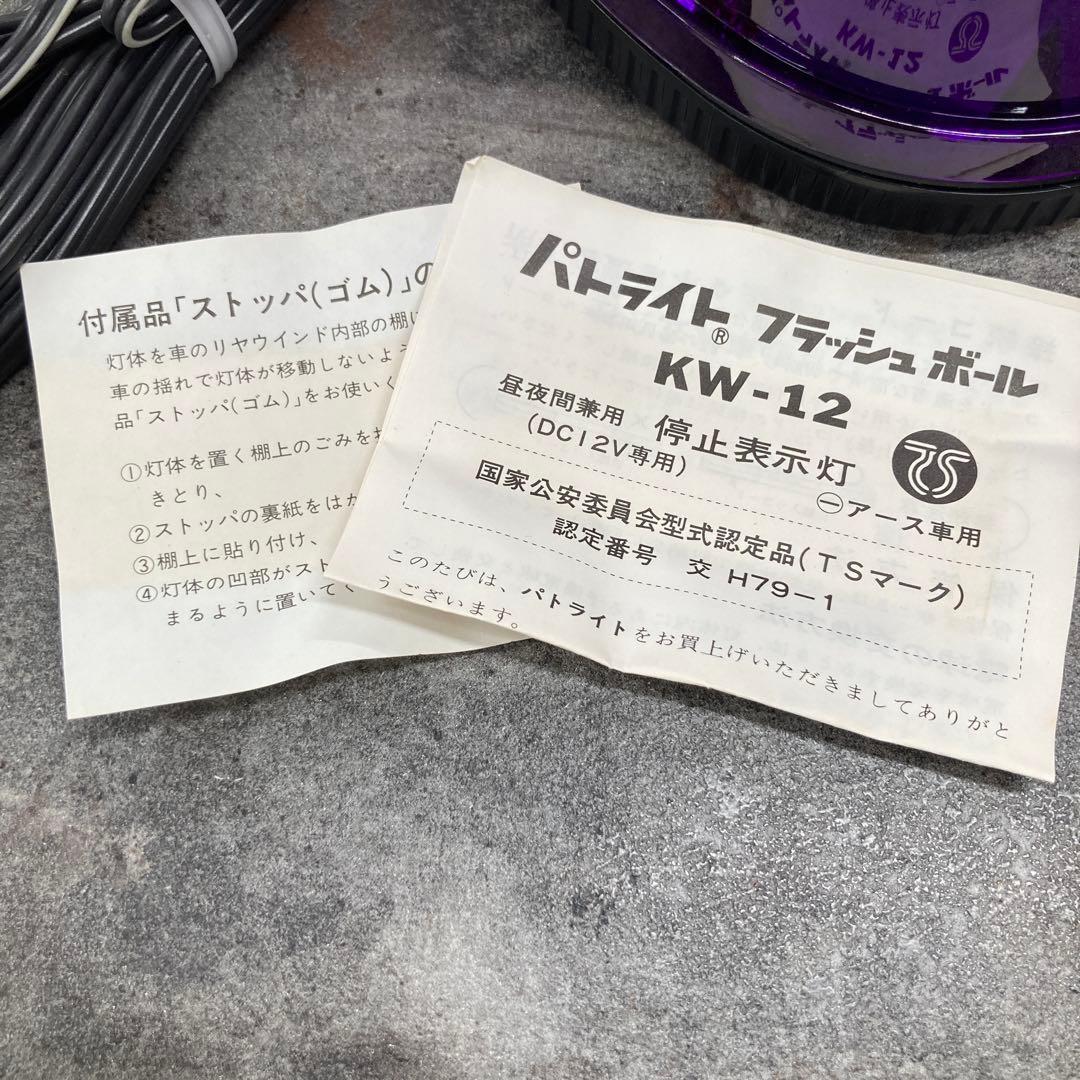 付属品「ストッパ(ゴム)」の
灯体を車のリヤウインド内部の棚に
車の揺れで灯体が移動しないよう
品「ストッパ(ゴム)」をお使いく
①灯体を置く棚上のごみを
きとり、
②ストッパの裏紙をはが
③棚上に貼り付け、
④灯体の凹部がスト
まるように置いて
パトライト® フラッシュボール
KW-12
昼夜間兼用 停止表示灯
(DC12V専用) ⊖アース車用
国家公安委員会型式認定品(TSマーク)
認定番号 交 H79-1
このたびは、パトライトをお買上げいただきましてありがと
うございます。
パトライト
KW-12